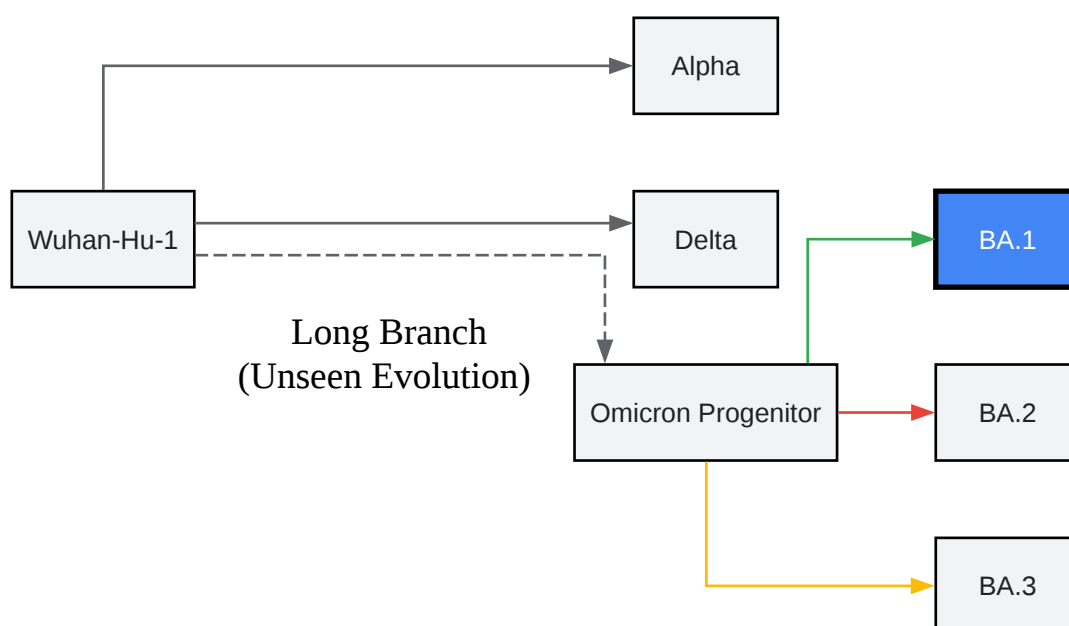 Alpha
Wuhan-Hu-1
Delta
BA.1
Long Branch
(Unseen Evolution)
Omicron Progenitor
BA.2
BA.3